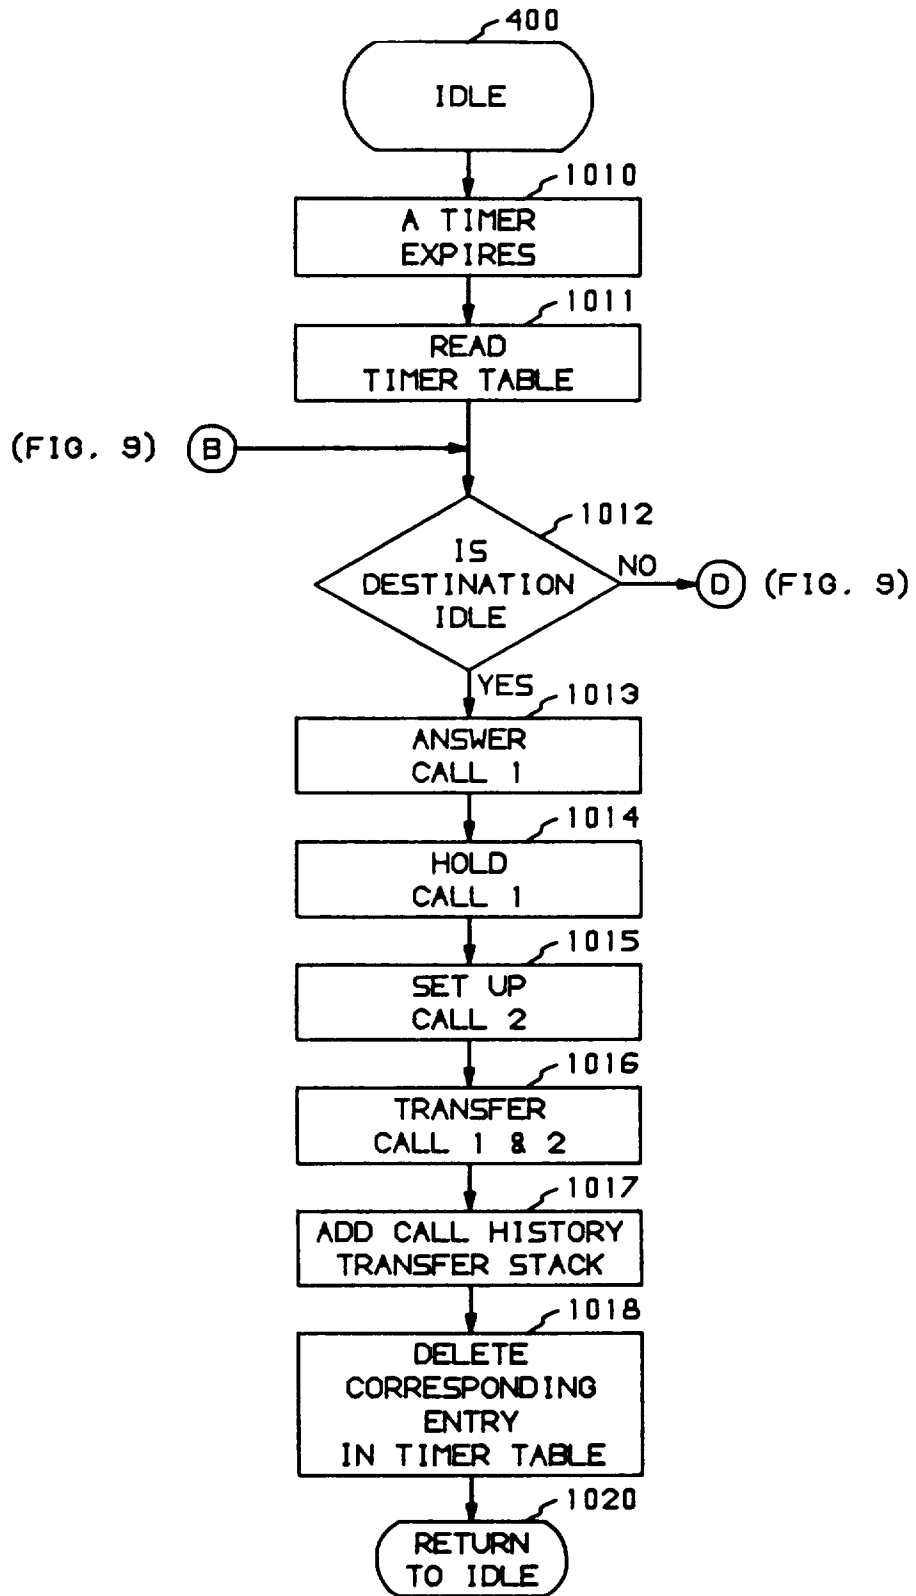 400
IDLE
1010
A TIMER
EXPIRES
1011
READ
TIMER TABLE
(FIG. 9) B
1012
IS
DESTINATION
IDLE
NO
D (FIG. 9)
YES
1013
ANSWER
CALL 1
1014
HOLD
CALL 1
1015
SET UP
CALL 2
1016
TRANSFER
CALL 1 & 2
1017
ADD CALL HISTORY
TRANSFER STACK
1018
DELETE
CORRESPONDING
ENTRY
IN TIMER TABLE
1020
RETURN
TO IDLE